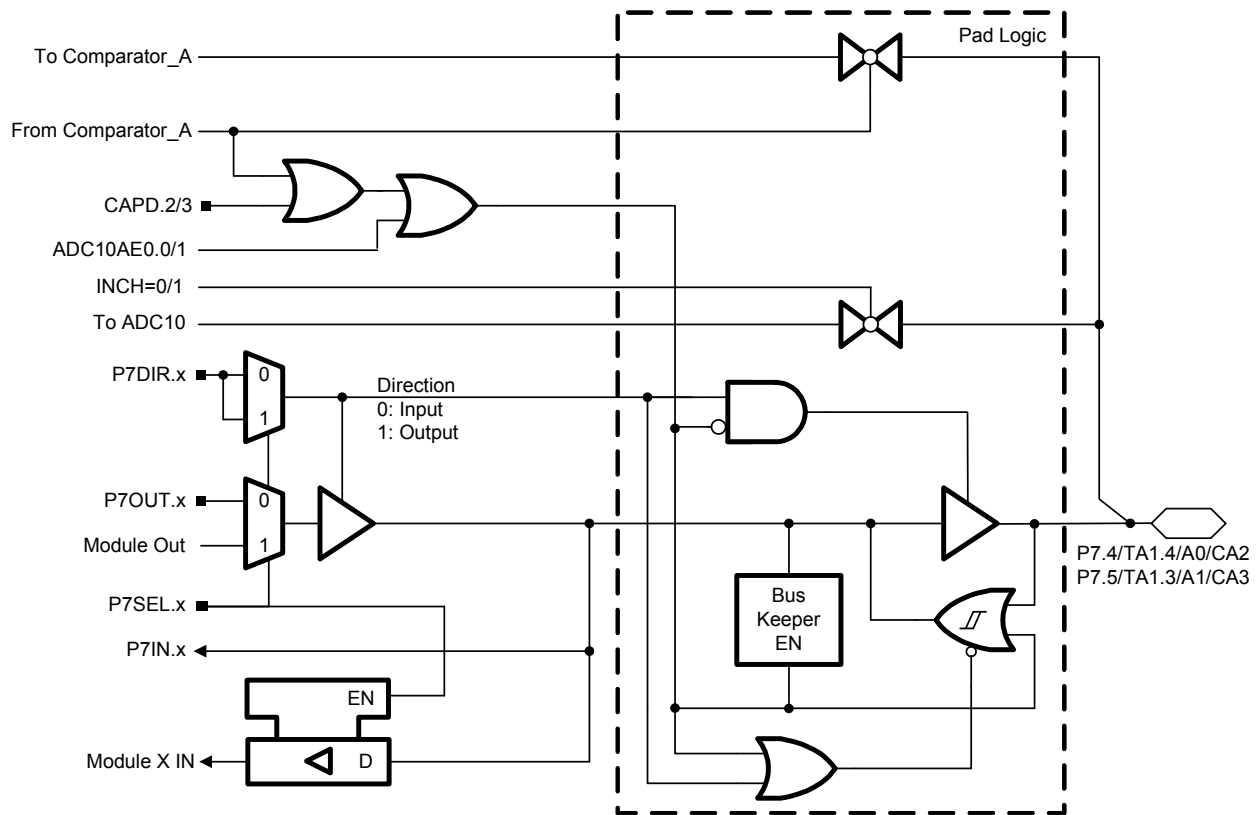 Pad Logic
To Comparator_A
From Comparator_A
CAPD.2/3
ADC10AE0.0/1
INCH=0/1
To ADC10
P7DIR.x
0
1
Direction
0: Input
1: Output
P7OUT.x
0
Module Out
1
P7.4/TA1.4/A0/CA2
P7.5/TA1.3/A1/CA3
P7SEL.x
Bus
Keeper
EN
P7IN.x
EN
Module X IN
D